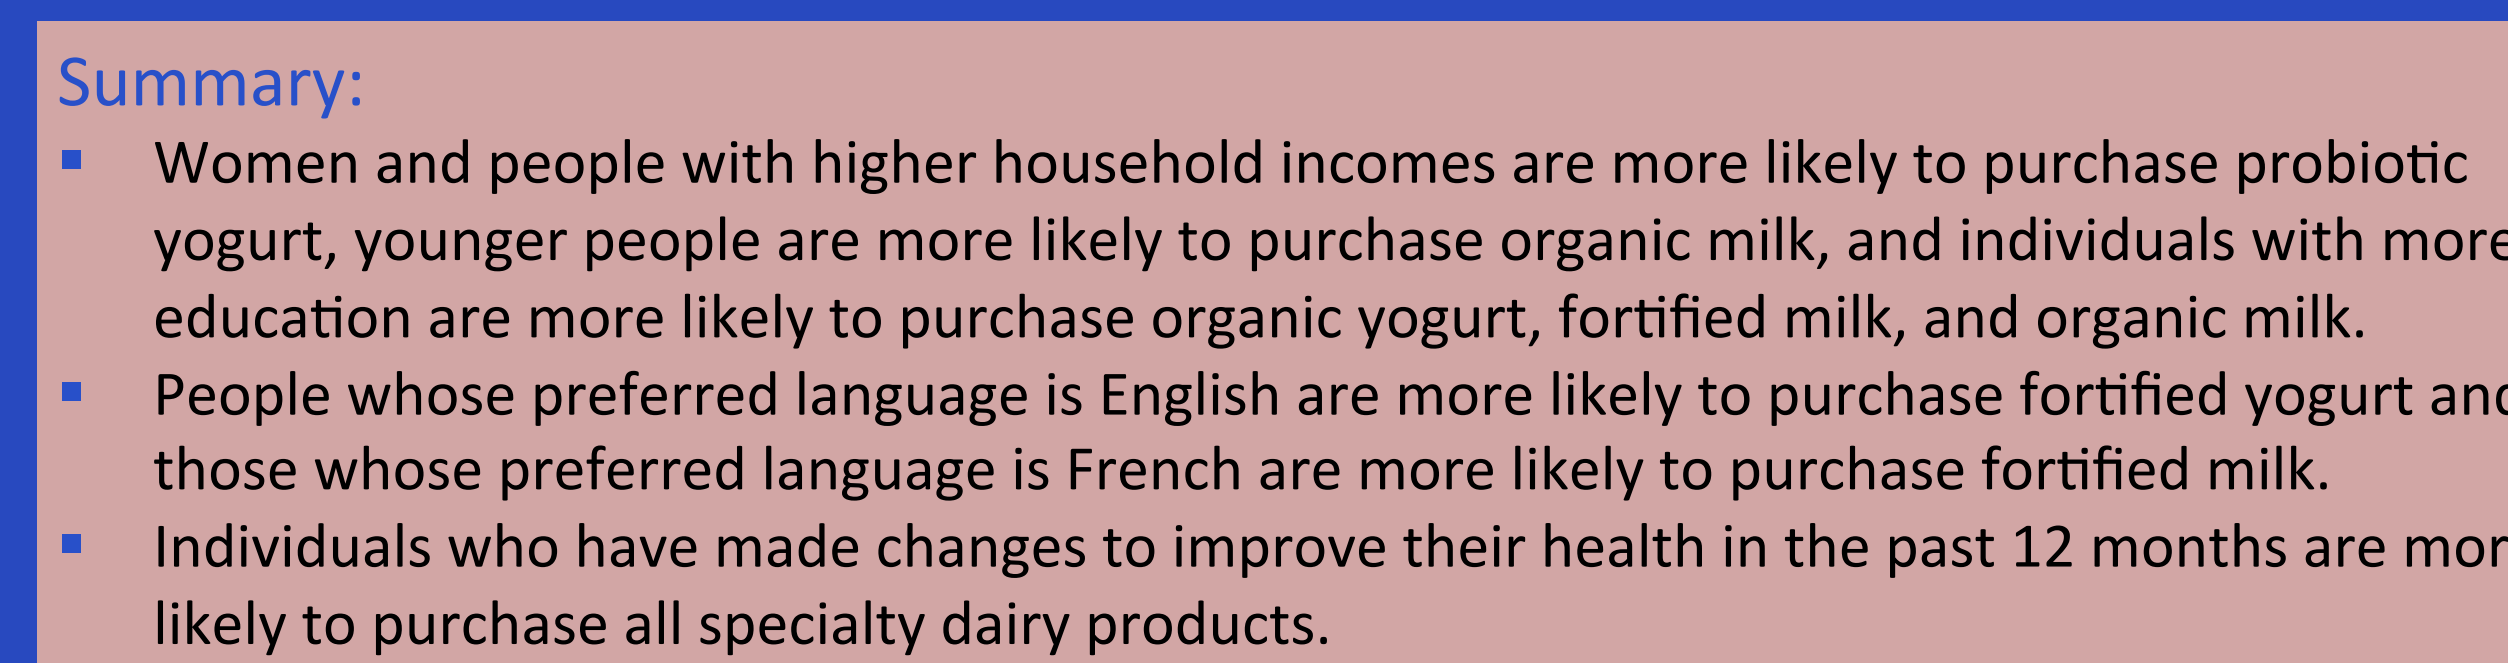 Summary:
Women and people with higher household incomes are more likely to purchase probiotic
yogurt, younger people are more likely to purchase organic milk, and individuals with more
education are more likely to purchase organic yogurt, fortified milk, and organic milk.
People whose preferred language is English are more likely to purchase fortified yogurt and
those whose preferred language is French are more likely to purchase fortified milk.
Individuals who have made changes to improve their health in the past 12 months are mor
likely to purchase all specialty dairy products.